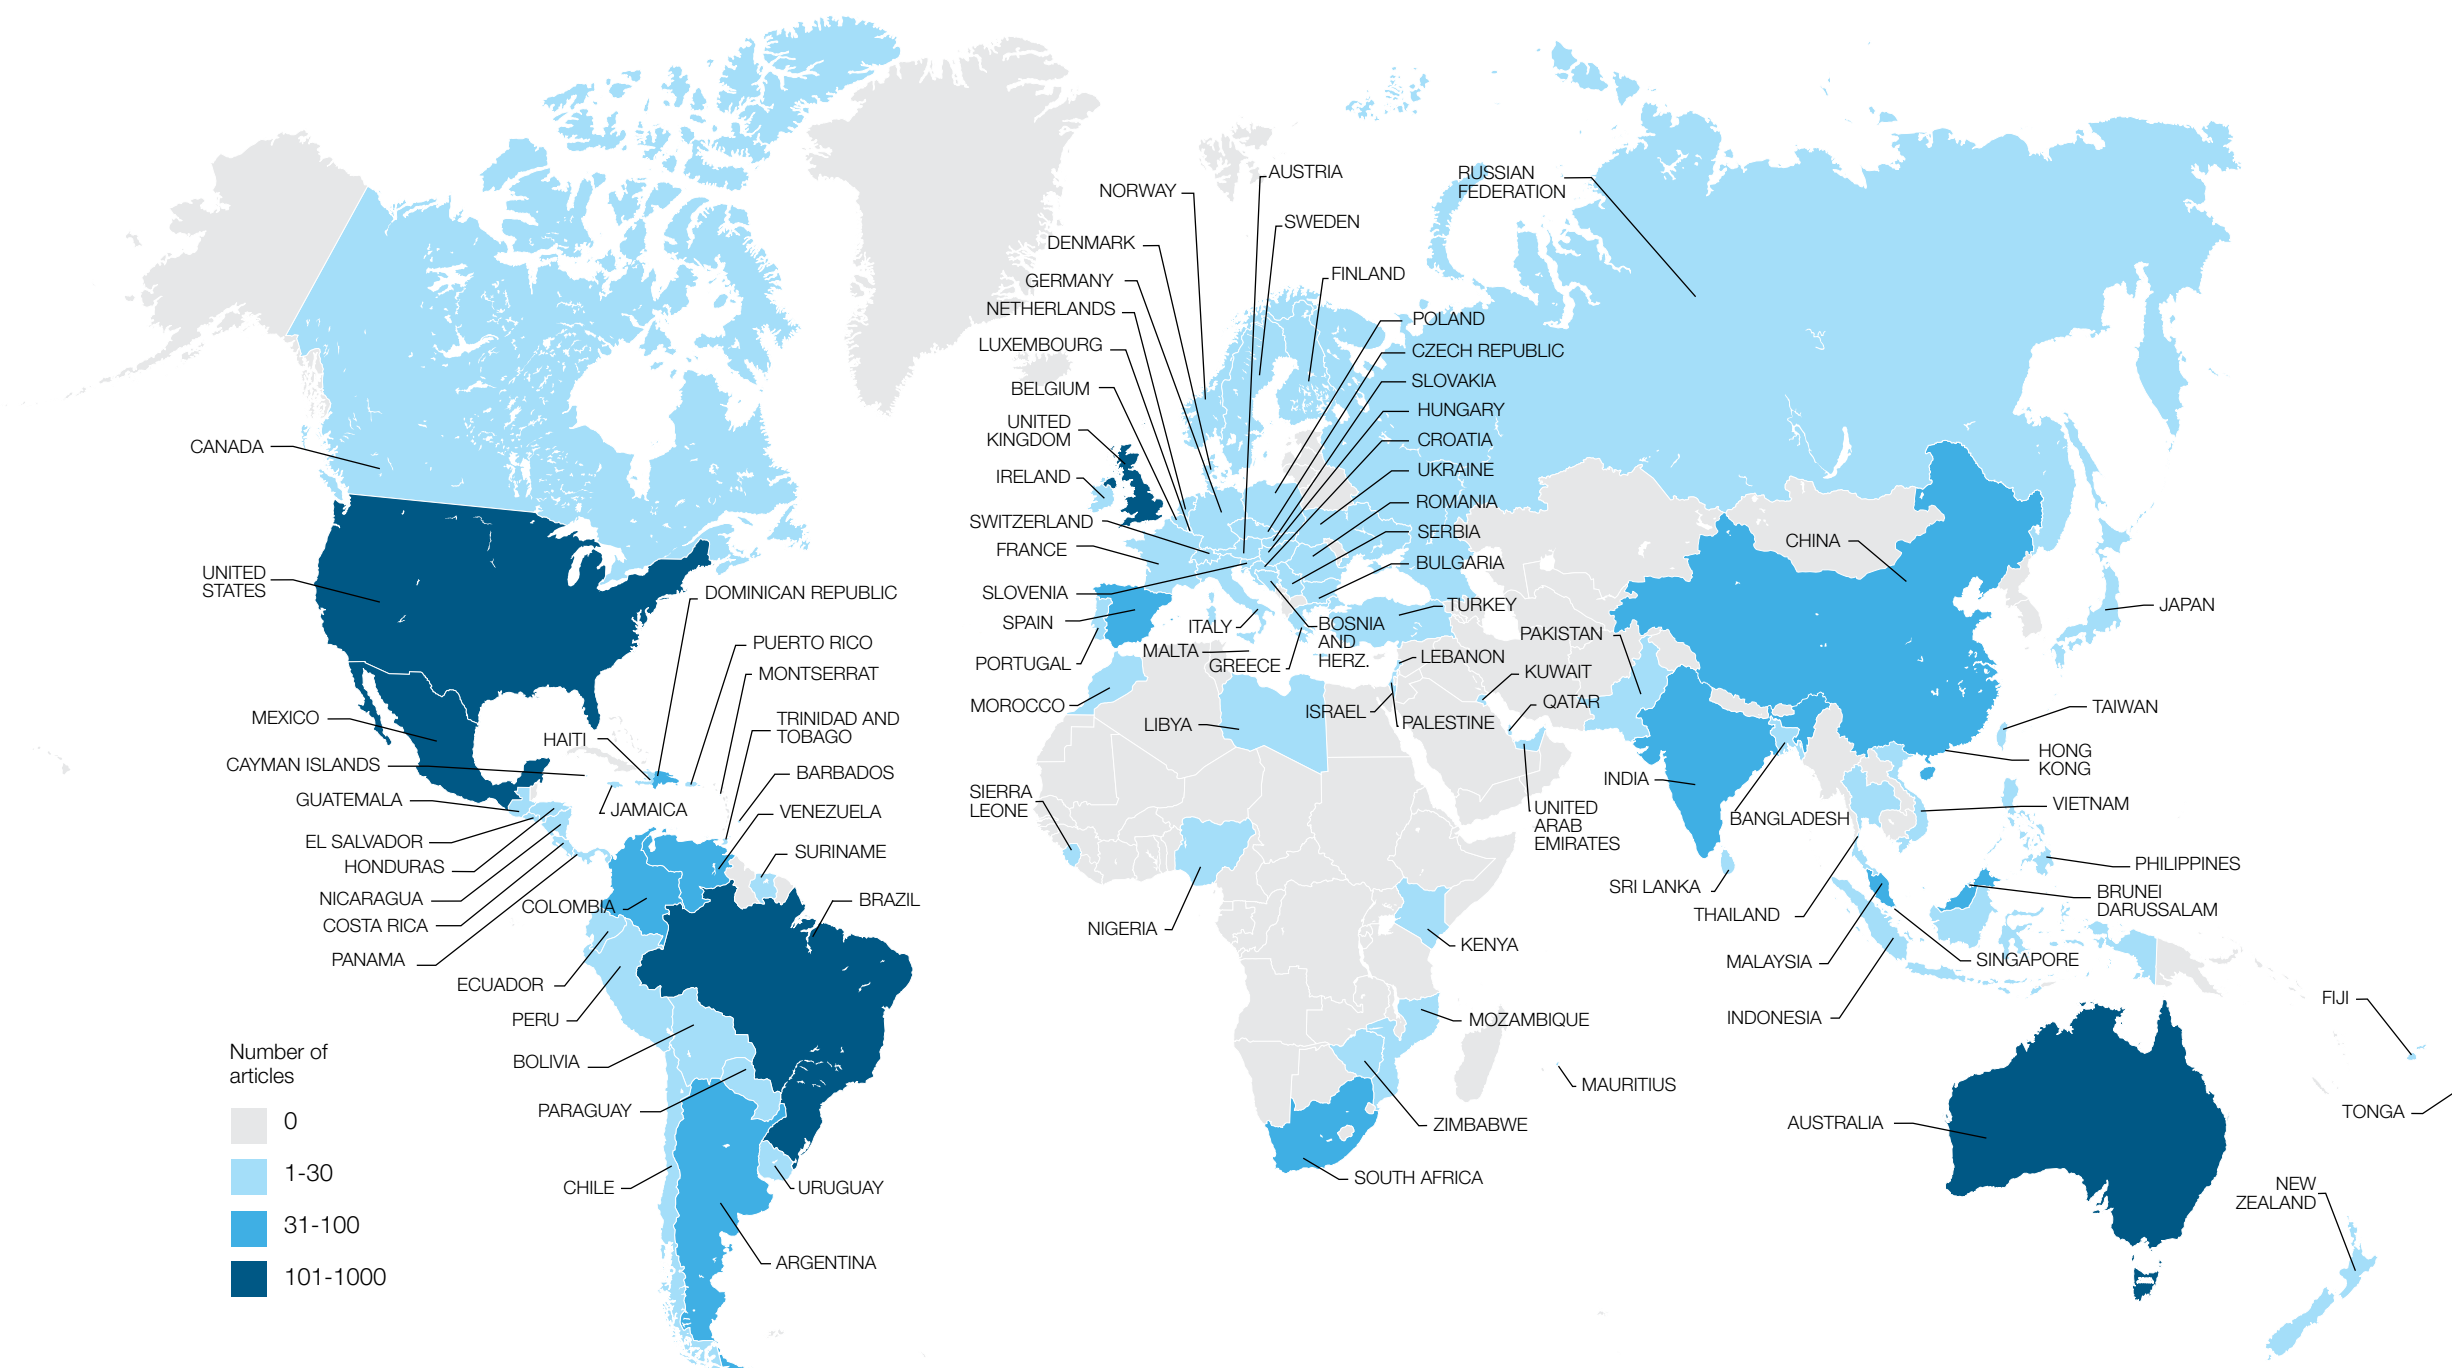 AUSTRIA
NORWAY
RUSSIAN
FEDERATION
SWEDEN
DENMARK
FINLAND
GERMANY
NETHERLANDS
POLAND
LUXEMBOURG
CZECH REPUBLIC
BELGIUM
SLOVAKIA
UNITED
KINGDOM
HUNGARY
CANADA
CROATIA
IRELAND
UKRAINE
ROMANIA
SWITZERLAND
SERBIA
CHINA
FRANCE
BULGARIA
UNITED
STATES
DOMINICAN REPUBLIC
SLOVENIA
TURKEY
JAPAN
SPAIN
ITALY
BOSNIA
AND
HERZ.
PAKISTAN
PUERTO RICO
MALTA
LEBANON
PORTUGAL
GREECE
MONTSERRAT
KUWAIT
MOROCCO
ISRAEL
QATAR
TAIWAN
MEXICO
TRINIDAD AND
TOBAGO
LIBYA
PALESTINE
HAITI
HONG
KONG
CAYMAN ISLANDS
BARBADOS
INDIA
GUATEMALA
JAMAICA
VENEZUELA
SIERRA
LEONE
UNITED
ARAB
EMIRATES
BANGLADESH
VIETNAM
EL SALVADOR
SURINAME
HONDURAS
PHILIPPINES
NICARAGUA
COLOMBIA
BRAZIL
SRI LANKA
BRUNEI
DARUSSALAM
COSTA RICA
NIGERIA
THAILAND
PANAMA
KENYA
MALAYSIA
SINGAPORE
ECUADOR
FIJI
PERU
MOZAMBIQUE
INDONESIA
BOLIVIA
MAURITIUS
PARAGUAY
ZIMBABWE
AUSTRALIA
TONGA
SOUTH AFRICA
CHILE
URUGUAY
NEW
ZEALAND
ARGENTINA
Number of
articles
0
1-30
31-100
101-1000